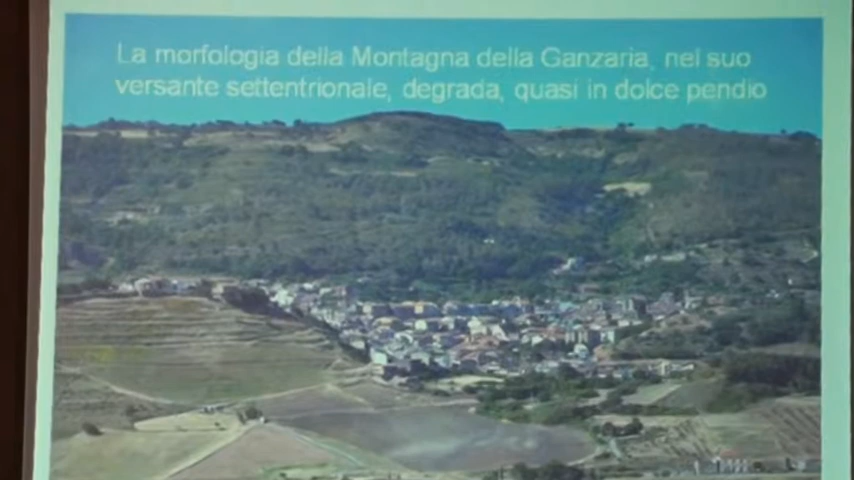 La morfologia della Montagna della Ganzaria, nel suo
versante settentrionale, degrada, quasi in dolce pendio